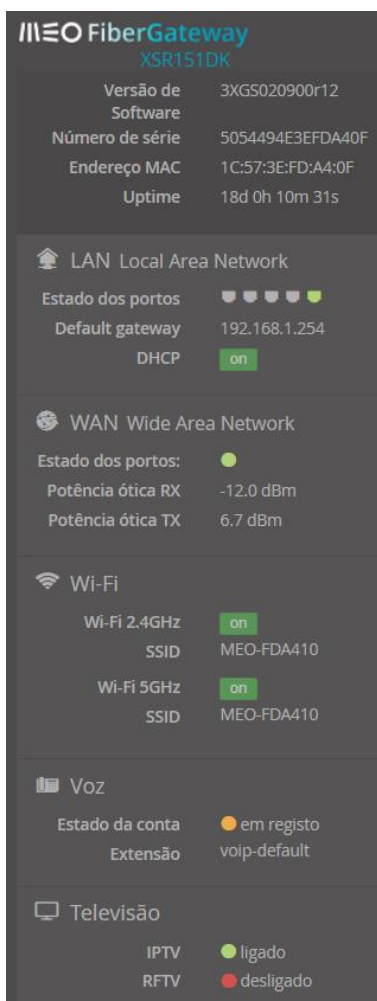 MEO FiberGateway
XSR151DK
Versão de Software 3XGS020900r12
Número de série 5054494E3EFDA40F
Endereço MAC 1C:57:3E:FD:A4:0F
Uptime 18d 0h 10m 31s
LAN Local Area Network
Estado dos portos
Default gateway 192.168.1.254
DHCP on
WAN Wide Area Network
Estado dos portos:
Potência ótica RX -12.0 dBm
Potência ótica TX 6.7 dBm
Wi-Fi
Wi-Fi 2.4GHz on
SSID MEO-FDA410
Wi-Fi 5GHz on
SSID MEO-FDA410
Voz
Estado da conta em registo
Extensão voip-default
Televisão
IPTV ligado
RFTV desligado